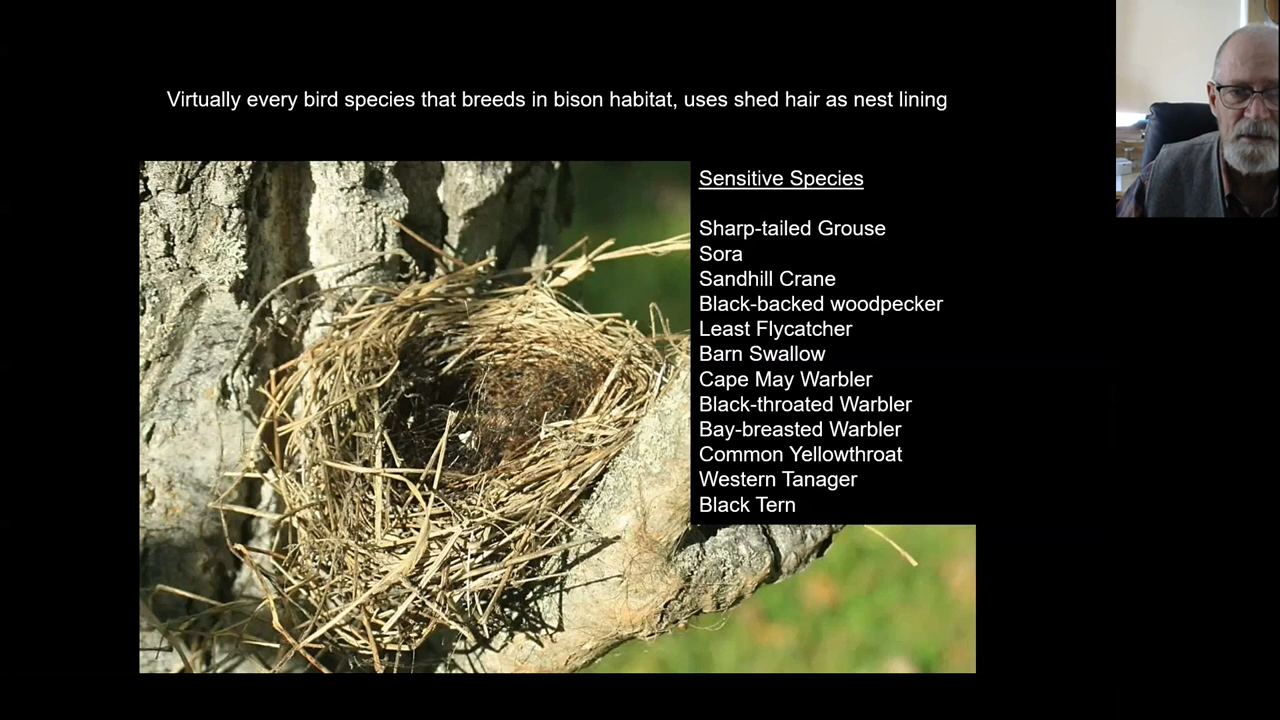 Virtually every bird species that breeds in bison habitat, uses shed hair as nest lining
Sensitive Species
Sharp-tailed Grouse
Sora
Sandhill Crane
Black-backed woodpecker
Least Flycatcher
Barn Swallow
Cape May Warbler
Black-throated Warbler
Bay-breasted Warbler
Common Yellowthroat
Western Tanager
Black Tern